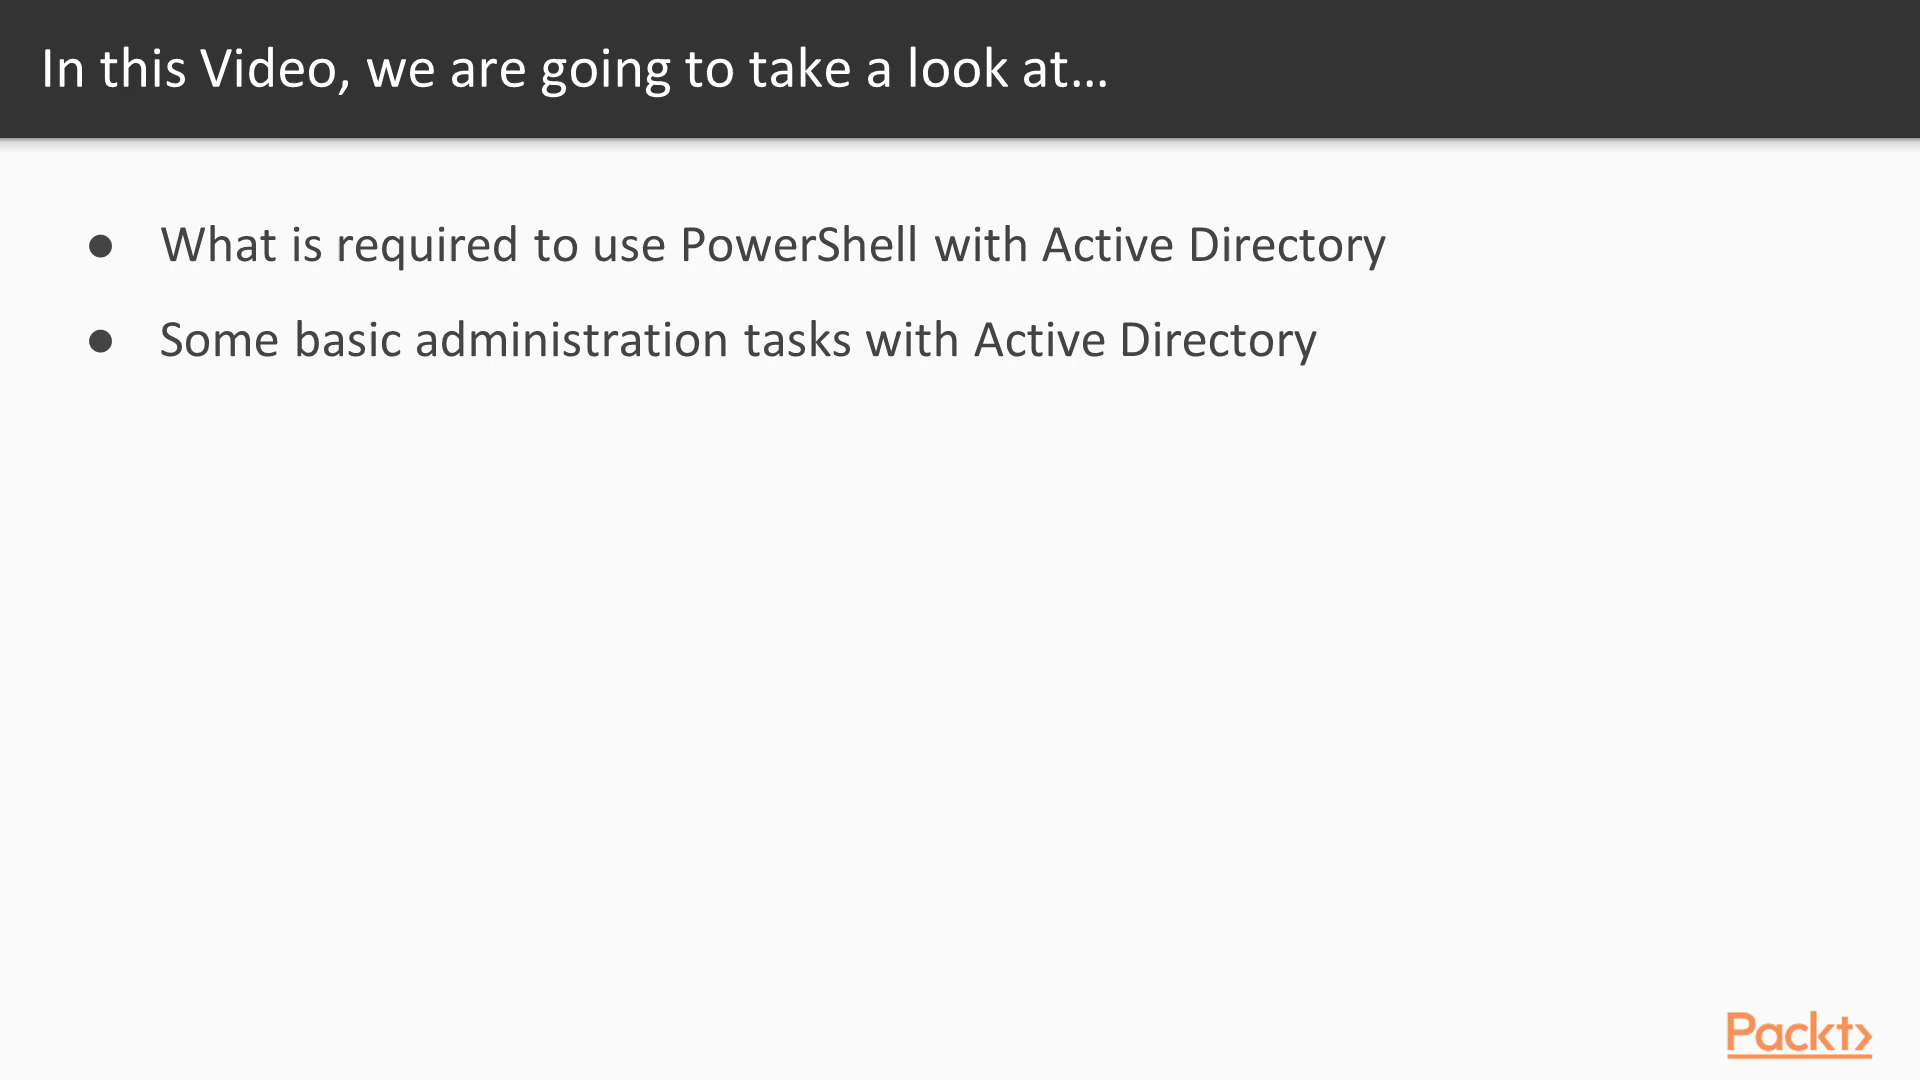 In this Video, we are going to take a look at...
● What is required to use PowerShell with Active Directory
● Some basic administration tasks with Active Directory
Packt>